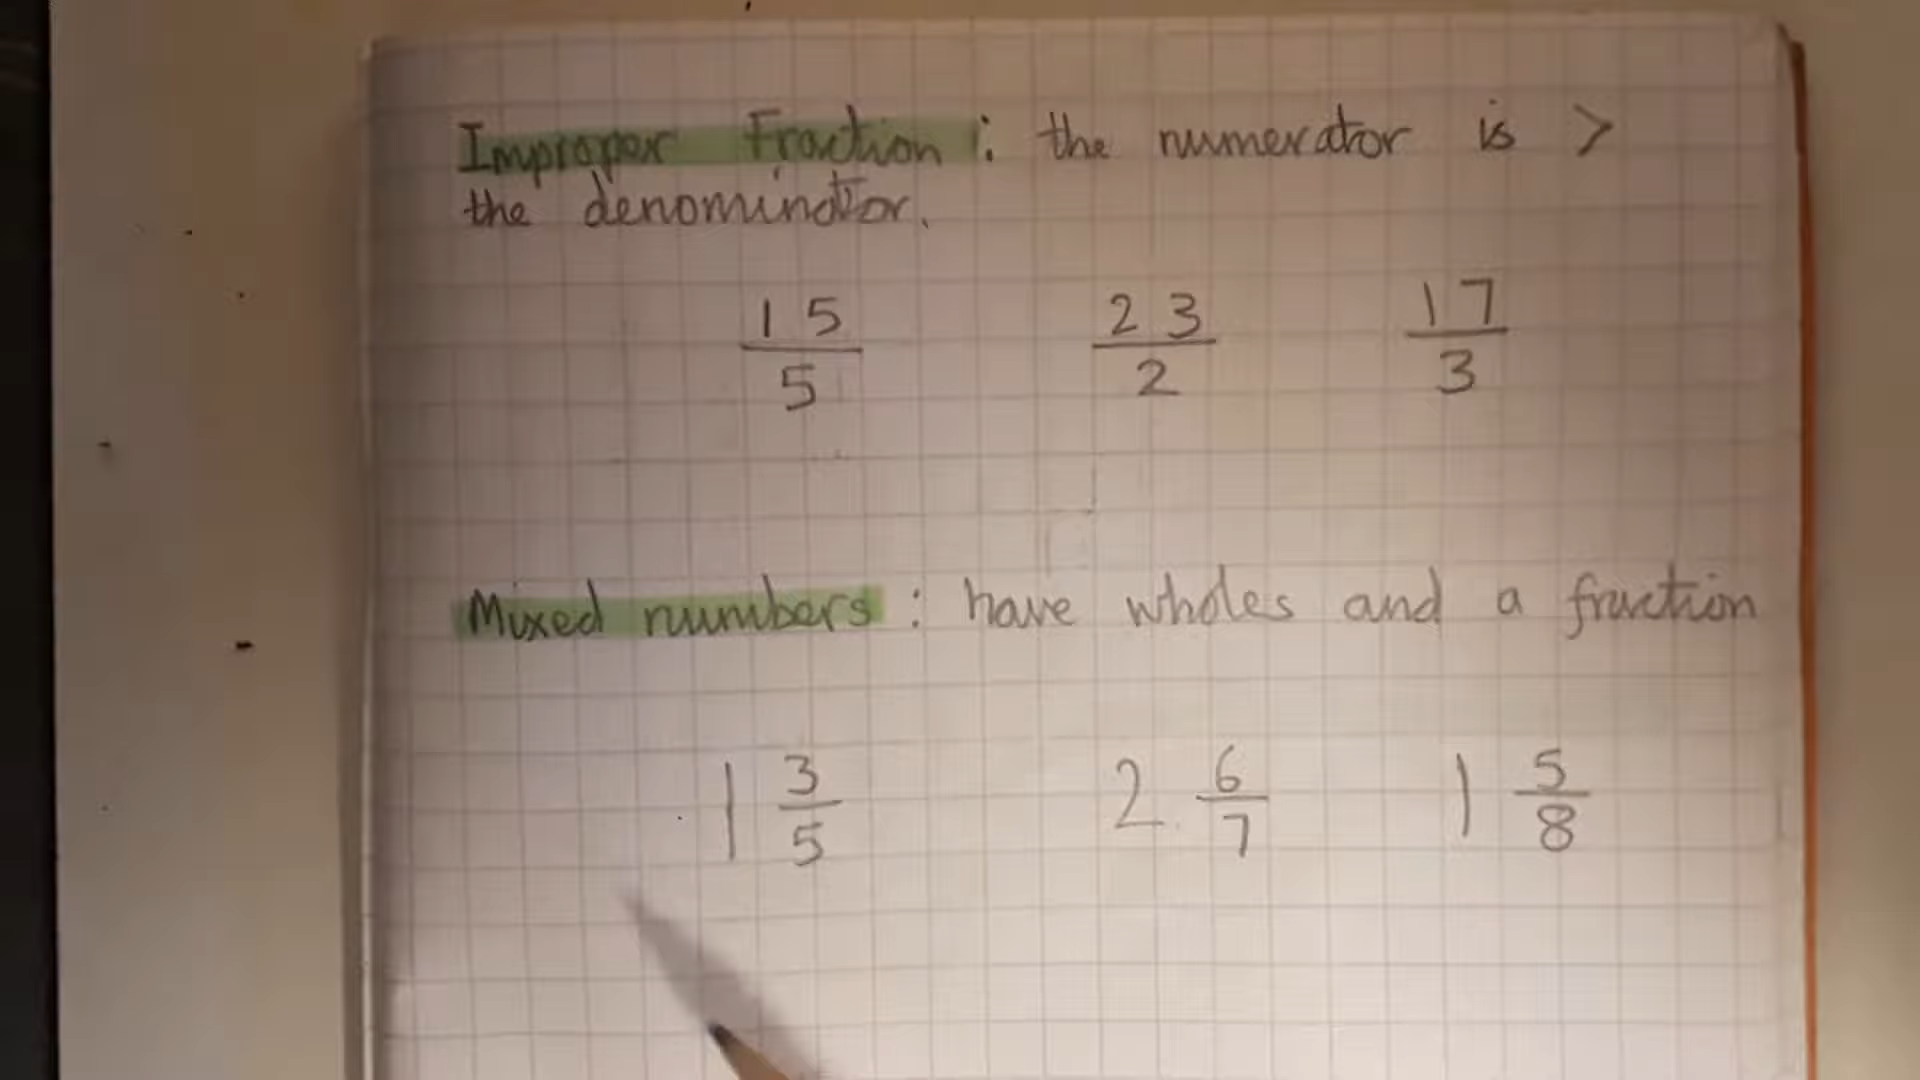 Improper Fraction: the numerator is >
the denominator.
15/5 23/2 17/3
Mixed numbers: have wholes and a fraction
1 3/5 2 6/7 1 5/8